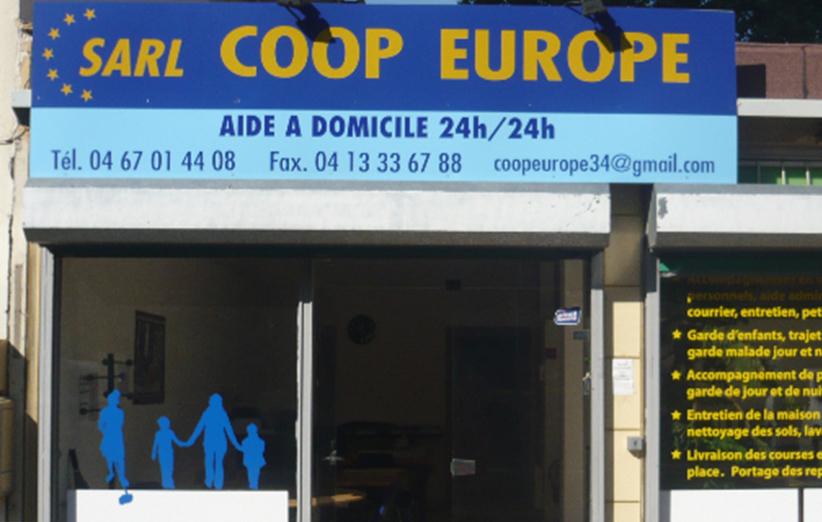 SARL COOP EUROPE
AIDE A DOMICILE 24h/24h
Tél. 04 67 01 44 08 Fax. 04 13 33 67 88 coopeurope34@gmail.com
personnels, aide
courrier, entretien,
Garde d'enfants, trajet
garde malade jour et
Accompagnement de
garde de jour et de
Entretien de la maison
nettoyage des sols,
Livraison des courses
place. Portage des